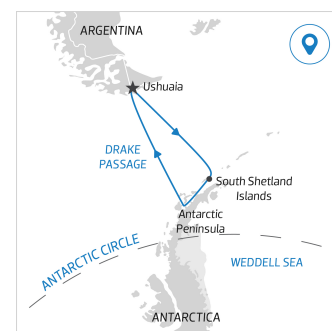 ARGENTINA
Ushuaia
DRAKE
PASSAGE
South Shetland
Islands
Antarctic
Peninsula
ANTARCTIC CIRCLE
WEDDELL SEA
ANTARCTICA